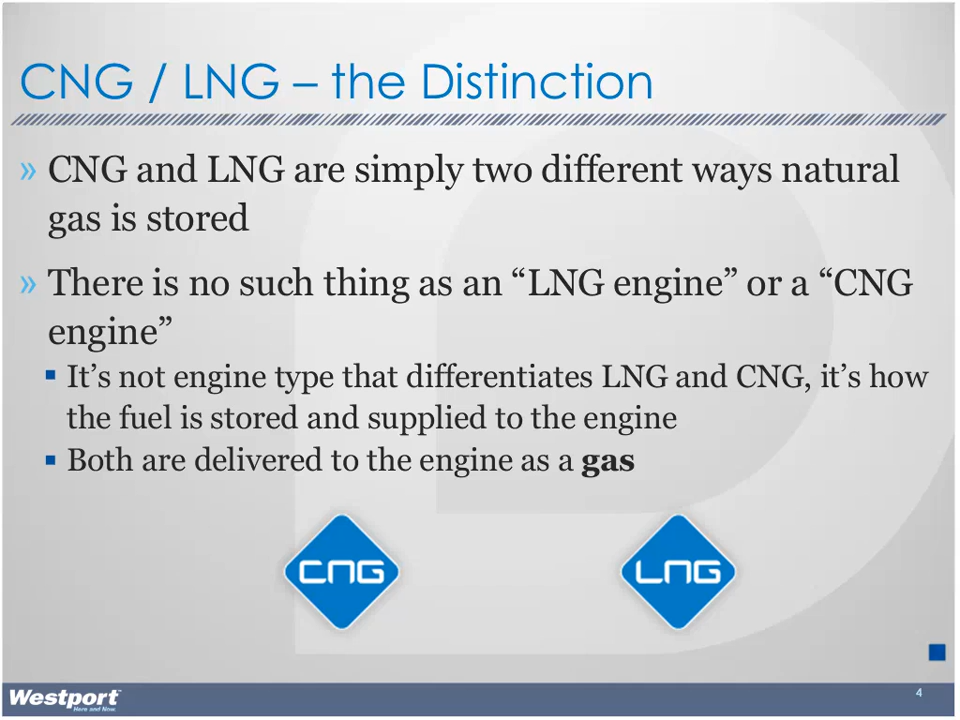 CNG / LNG – the Distinction
» CNG and LNG are simply two different ways natural
gas is stored
» There is no such thing as an “LNG engine” or a “CNG
engine”
▪ It’s not engine type that differentiates LNG and CNG, it’s how
the fuel is stored and supplied to the engine
▪ Both are delivered to the engine as a gas
CNG
LNG
Westport™
Here and Now.
4